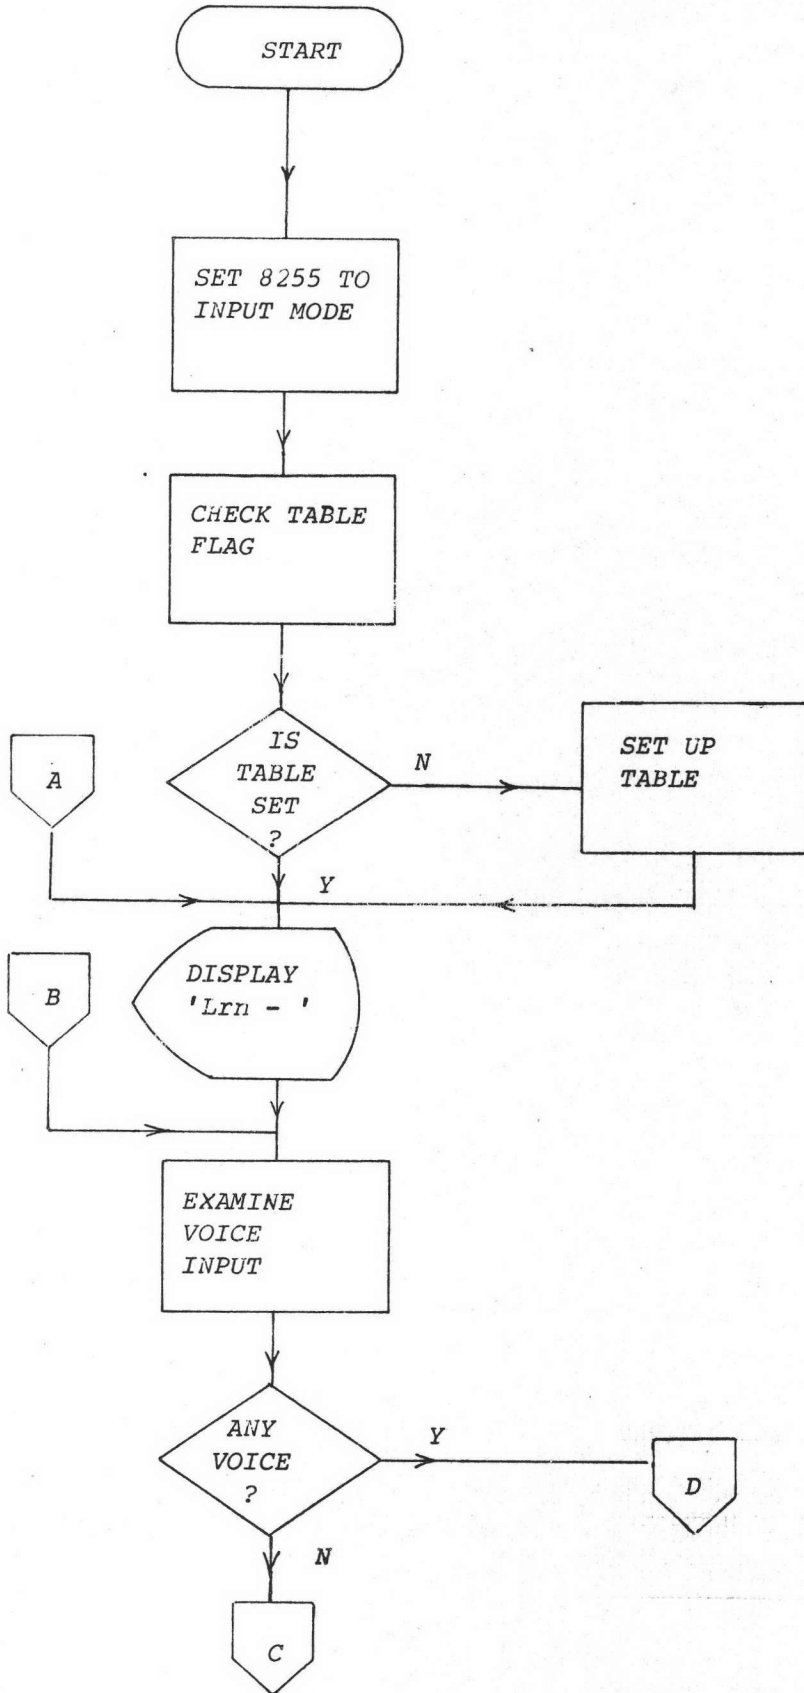 START
SET 8255 TO
INPUT MODE
CHECK TABLE
FLAG
IS
TABLE
SET
?
N
SET UP
TABLE
A
Y
DISPLAY
'Lrn - '
B
EXAMINE
VOICE
INPUT
ANY
VOICE
?
Y
D
N
C